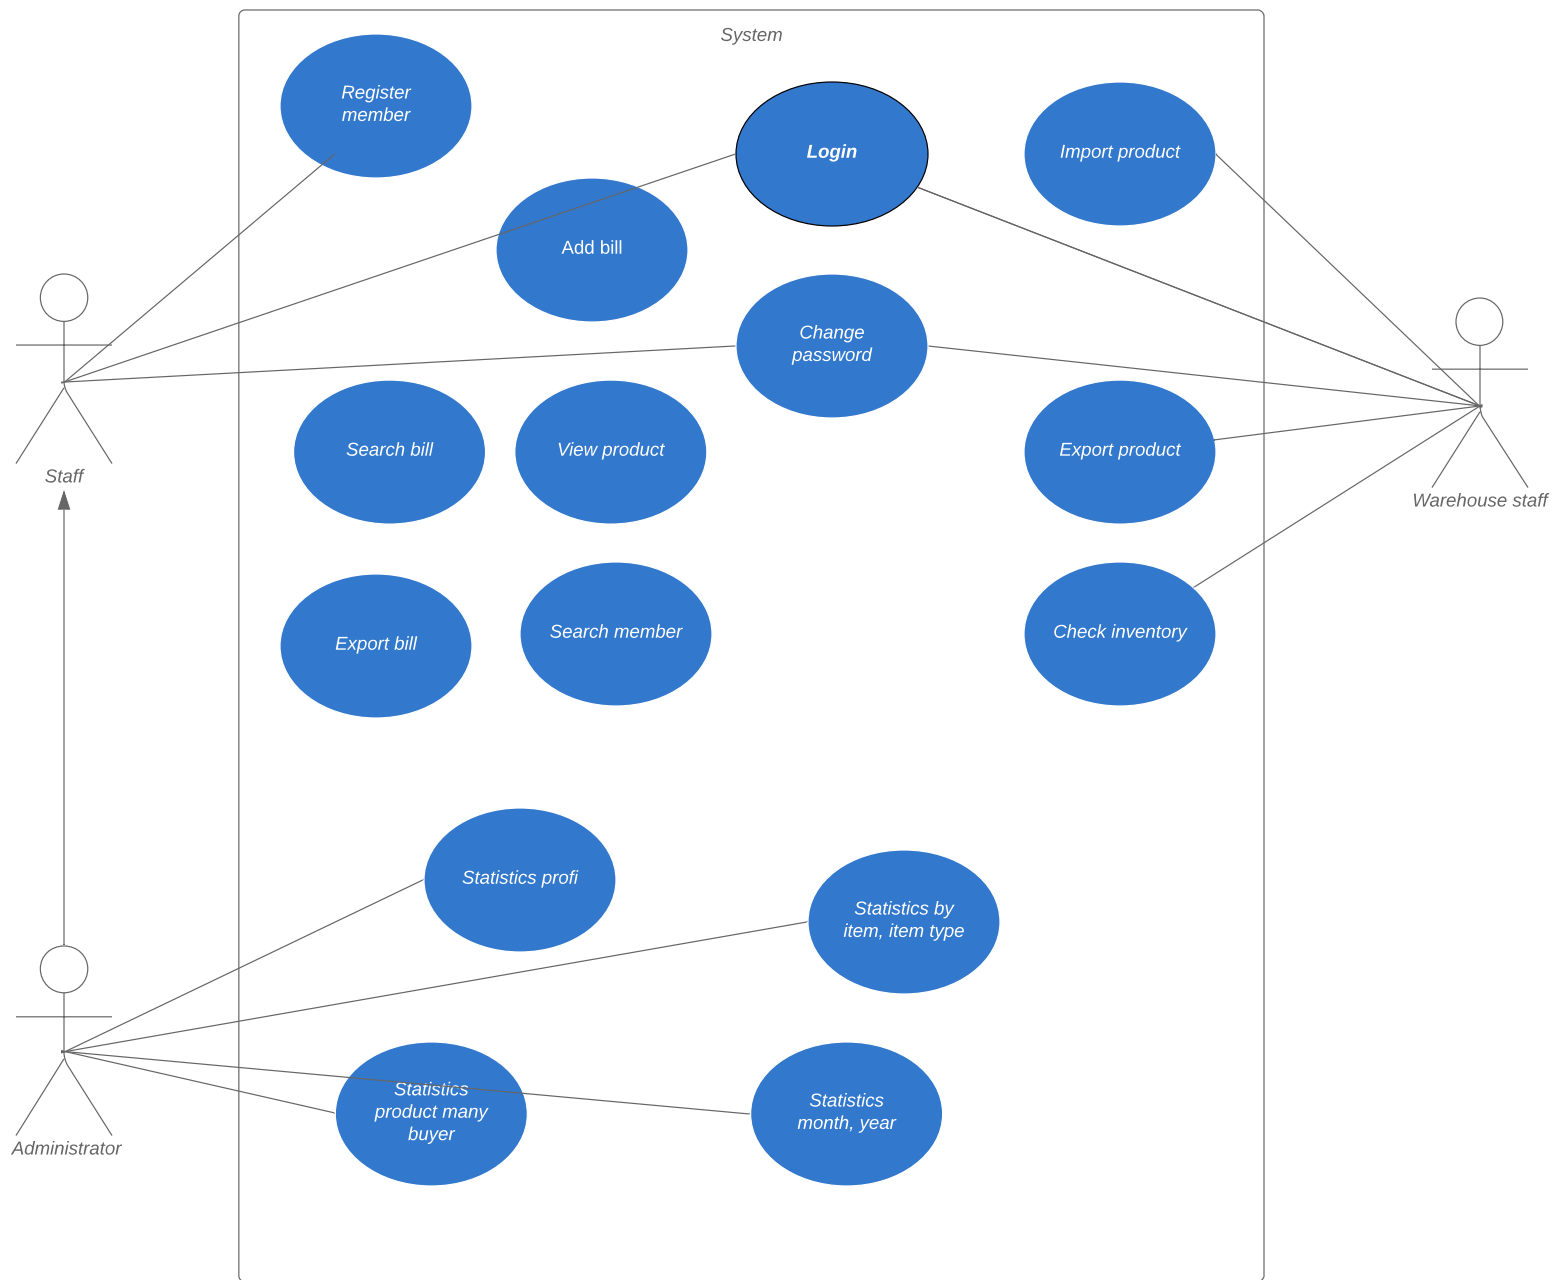 System
Register
member
Login
Import product
Add bill
Change
password
Search bill
View product
Export product
Staff
Warehouse staff
Export bill
Search member
Check inventory
Statistics profi
Statistics by
item, item type
Statistics
product many
buyer
Statistics
month, year
Administrator